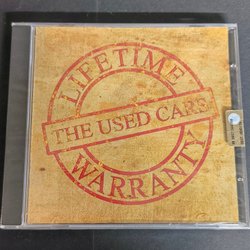 LIFETIME
THE USED CARS
WARRANTY